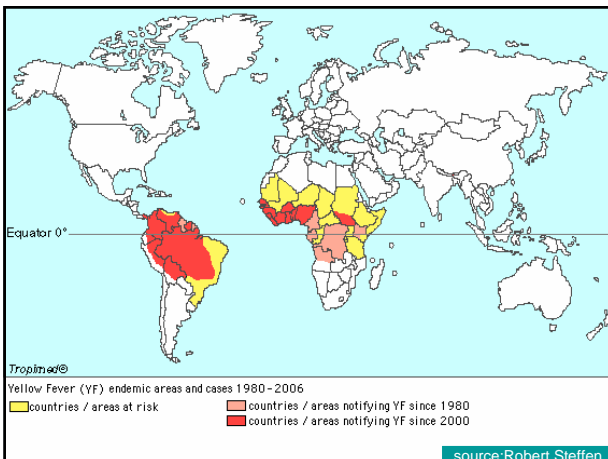 Equator 0°
Tropimed®
Yellow Fever (YF) endemic areas and cases 1980-2006
countries / areas at risk
countries / areas notifying YF since 1980
countries / areas notifying YF since 2000
source:Robert Steffen